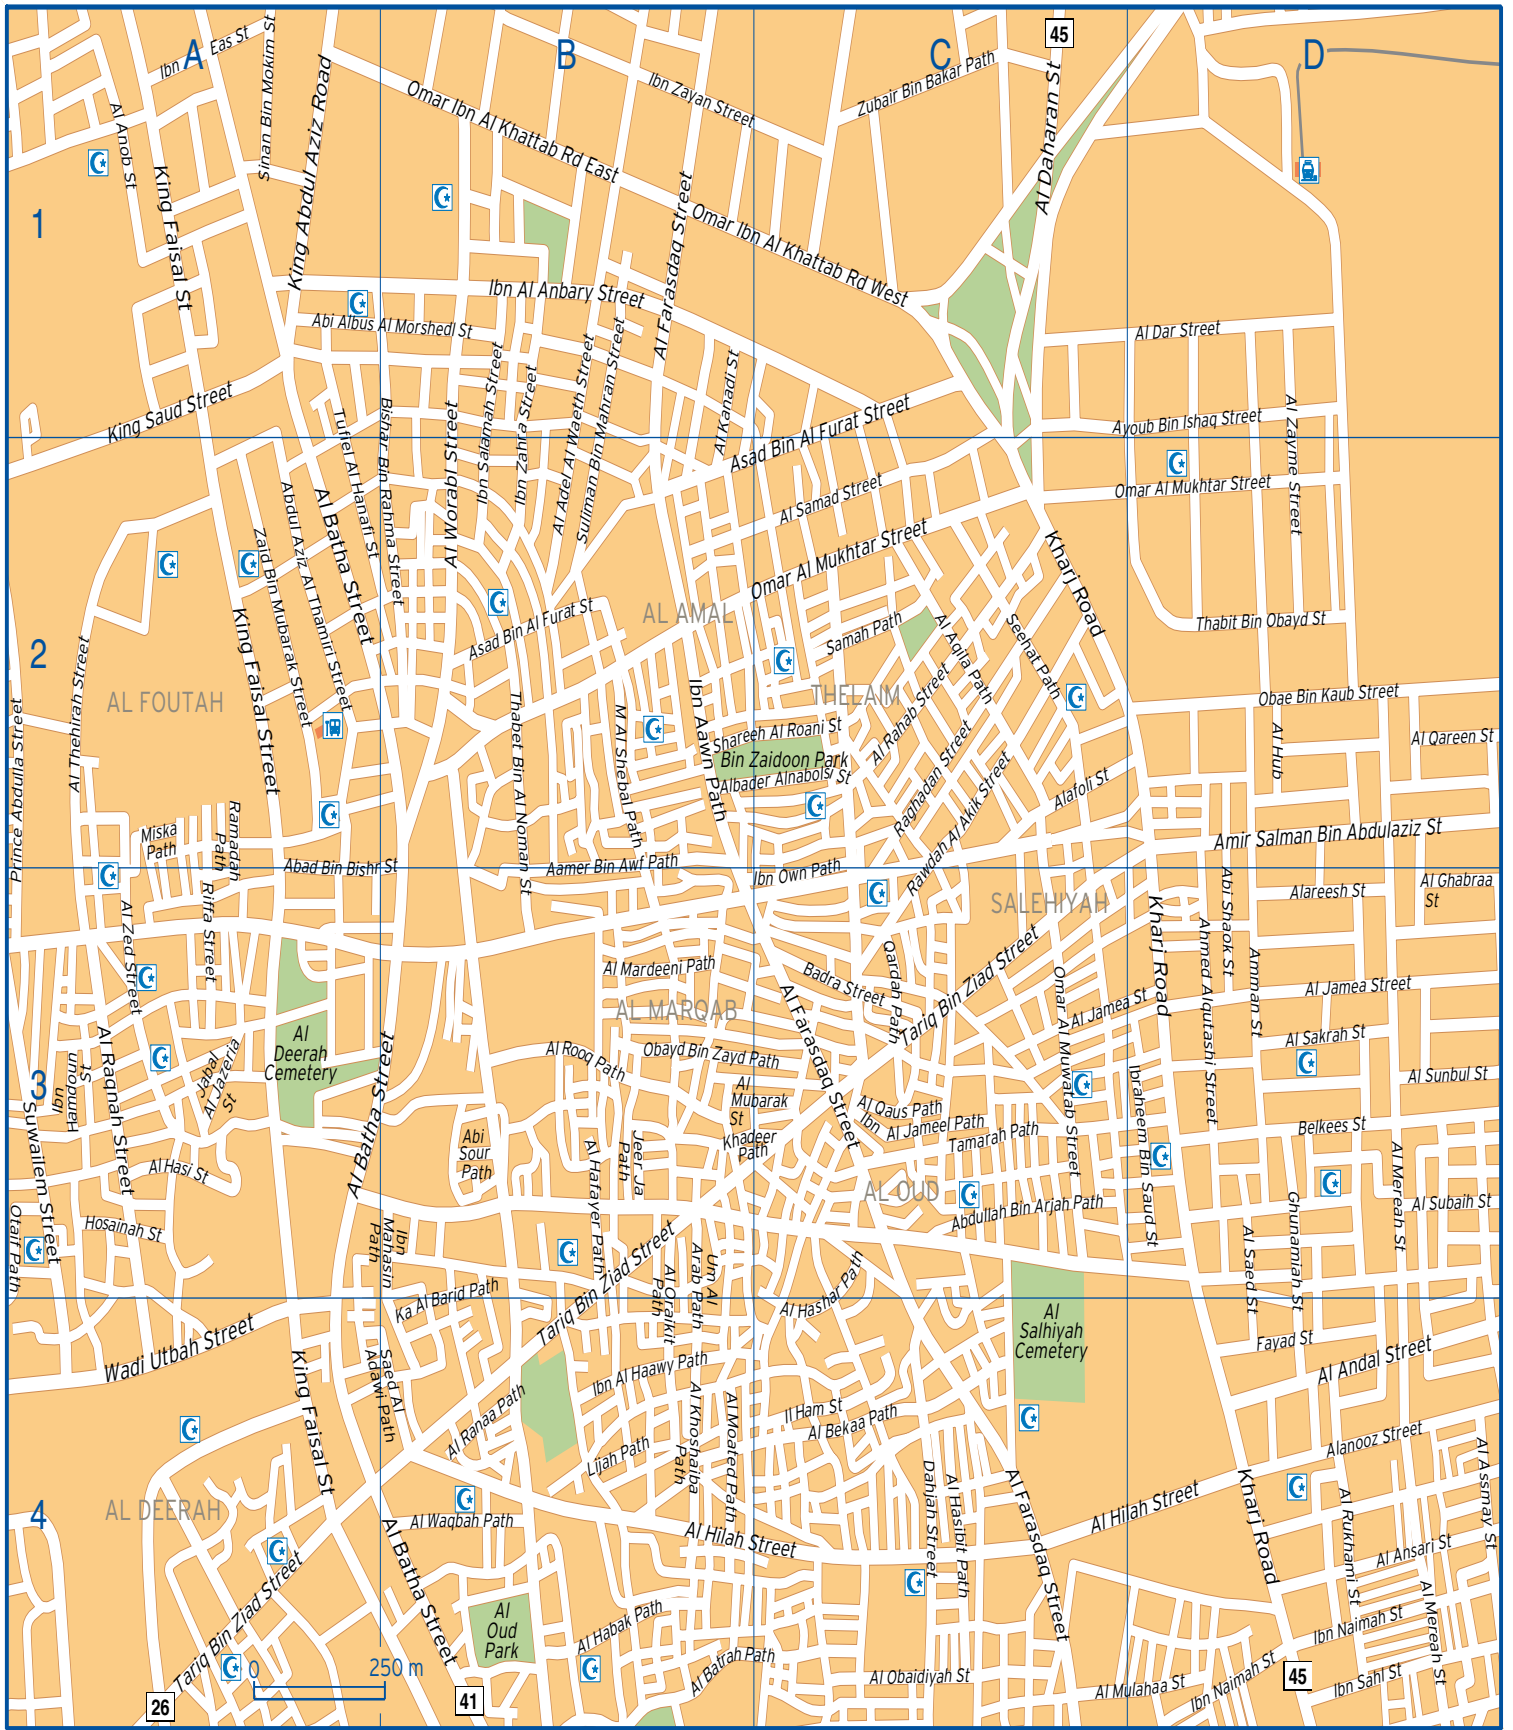 A
B
C
D
1
2
3
4
45
Ibn
Eas St
Sinan Bin Mokim st
Al Anob St
King Faisal St
King Abdul Aziz Road
Omar Ibn Al Khattab Rd East
Ibn Zayan Street
Zubair Bin Bakar Path
Al Daharan St
Omar Ibn Al Khattab Rd West
Al Farasdaq Street
Ibn Al Anbary Street
Abi Albus Al Morshedl St
Al Dar Street
King Saud Street
Tufiel Al Hanafi St
Bishar Bin Rahma Street
Al Worabl Street
Ibn Salamah Street
Ibn Zahra Street
Al Adel Al Waeth Street
Suliman Bin Mahran Street
Al Kanadi St
Asad Bin Al Furat Street
Ayoub Bin Ishaq Street
Al Zayme Street
Omar Al Mukhtar Street
Al Samad Street
Omar Al Mukhtar Street
Al Batha Street
Abdul Aziz Al Thamiri Street
Zaid Bin Mubarak Street
King Faisal Street
Kharj Road
AL AMAL
Asad Bin Al Furat St
Samah Path
Al Aqila Path
Seehat Path
Thabit Bin Obayd St
Al Thehirah Street
AL FOUTAH
Prince Abdulla Street
Thabet Bin Al Noman St
M Al Shebal Path
Ibn Aawn Path
THELAIM
Shareeh Al Roani St
Bin Zaidoon Park
Albader Alnabolsi St
Al Rahab Street
Raghadan Street
Rawdah Al Akik Street
Alafoli St
Obae Bin Kaub Street
Al Hub
Al Qareen St
Miska
Path
Ramadah
Path
Amir Salman Bin Abdulaziz St
Abad Bin Bishr St
Aamer Bin Awf Path
Ibn Own Path
SALEHIYAH
Alareesh St
Al Ghabraa
St
Al Zed Street
Riffa Street
Kharj Road
Abi Shaok St
Ahmed Alqutashi Street
Amman St
Al Mardeeni Path
AL MARQAB
Badra Street
Qardah Path
Tariq Bin Ziad Street
Al Jamea Street
Al Jamea St
Omar Al Muwatab Street
Al
Deerah
Cemetery
Al Raqnah Street
Ibn
Hamdoun
St
Jabal
Al Jazeria
St
Al Batha Street
Al Rooq Path
Obayd Bin Zayd Path
Al
Mubarak
St
Khadeer
Path
Al Farasdaq Street
Al Qaus Path
Ibn
Al Jameel Path
Tamarah Path
Ibraheem Bin Saud St
Al Sakrah St
Al Sunbul St
Belkees St
Suwailem Street
Al Hasi St
Hosainah St
Otaif Path
Abi
Sour
Path
Al Hafayer Path
Jeer Ja
Path
AL OUD
Abdullah Bin Arjah Path
Al Mereah St
Al Subaih St
Ghunamiah St
Al Saed St
Ibn
Mahasin
Path
Ka Al Barid Path
Tariq Bin Ziad Street
Um Al
Arab Path
Al Oraikit
Path
Al Hashar Path
Al
Salhiyah
Cemetery
Fayad St
Al Andal Street
Wadi Utbah Street
King Faisal St
Saed Al
Adawi Path
Al Ranaa Path
Ibn Al Haawy Path
Lijah Path
Al Khoshaiba
Path
Al Moafed Path
Il Ham St
Al Bekaa Path
Alanooz Street
Al Assmay St
AL DEERAH
Al Waqbah Path
Al Hilah Street
Dahjah Street
Al Hasibit Path
Al Farasdaq Street
Al Hilah Street
Kharj Road
Al Rukhami St
Al Ansari St
Al Mereah St
Al Batha Street
Tariq Bin Ziad Street
Al
Oud
Park
Al Habak Path
Al Batrah Path
Al Obaidiyah St
Al Mulahaa St
Ibn Naimah St
Ibn Naimah St
Ibn Sahl St
0
250 m
26
41
45